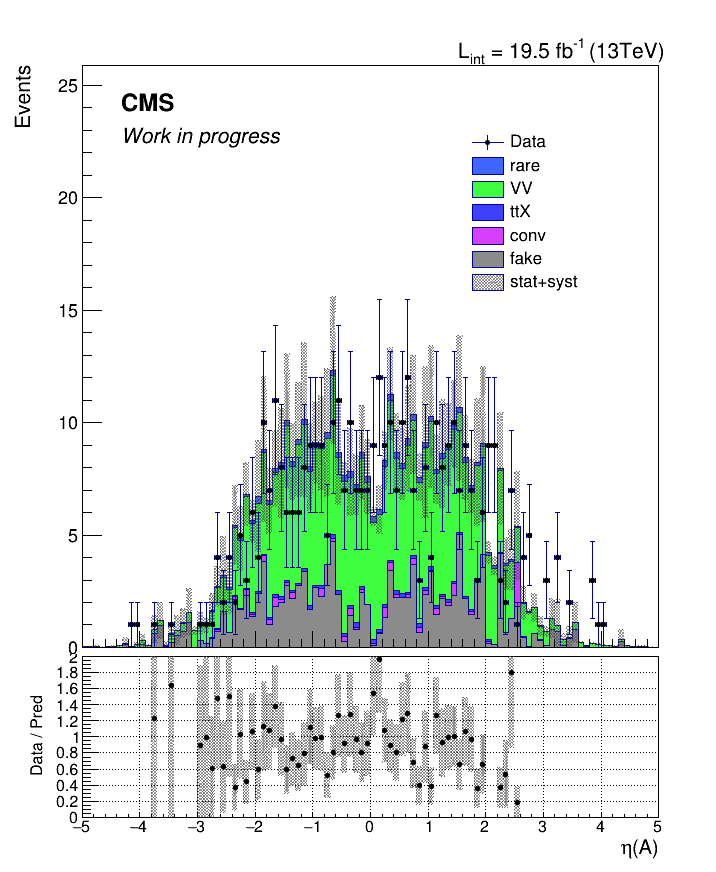 L_int = 19.5 fb^-1 (13TeV)
Events
25
20
15
10
5
0
CMS
Work in progress
Data
rare
VV
ttX
conv
fake
stat+syst
Data / Pred
2
1.8
1.6
1.4
1.2
1
0.8
0.6
0.4
0.2
0
−5 −4 −3 −2 −1 0 1 2 3 4 5
η(A)